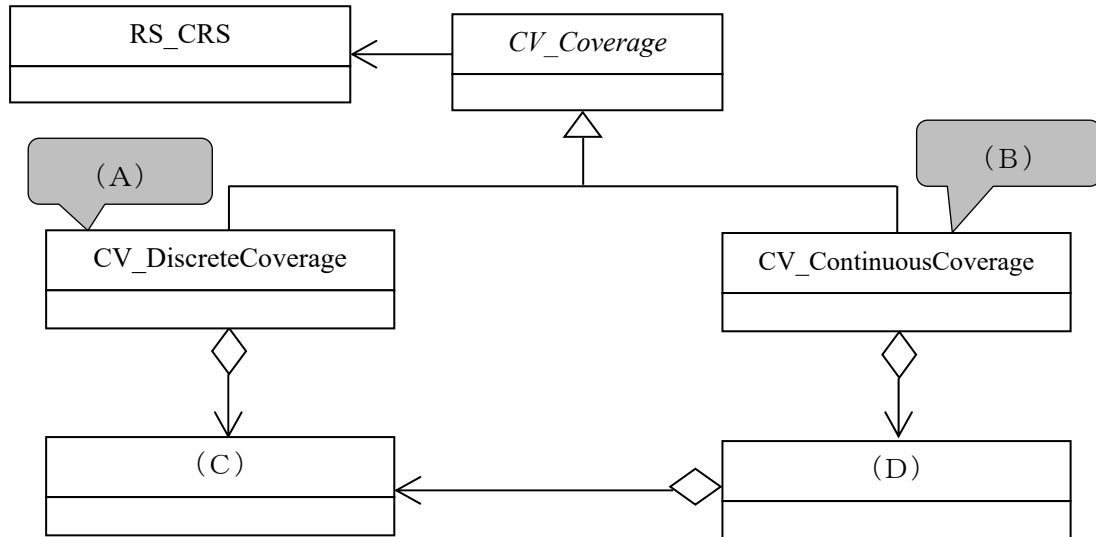 RS_CRS
CV_Coverage
（A）
（B）
CV_DiscreteCoverage
CV_ContinuousCoverage
（C）
（D）